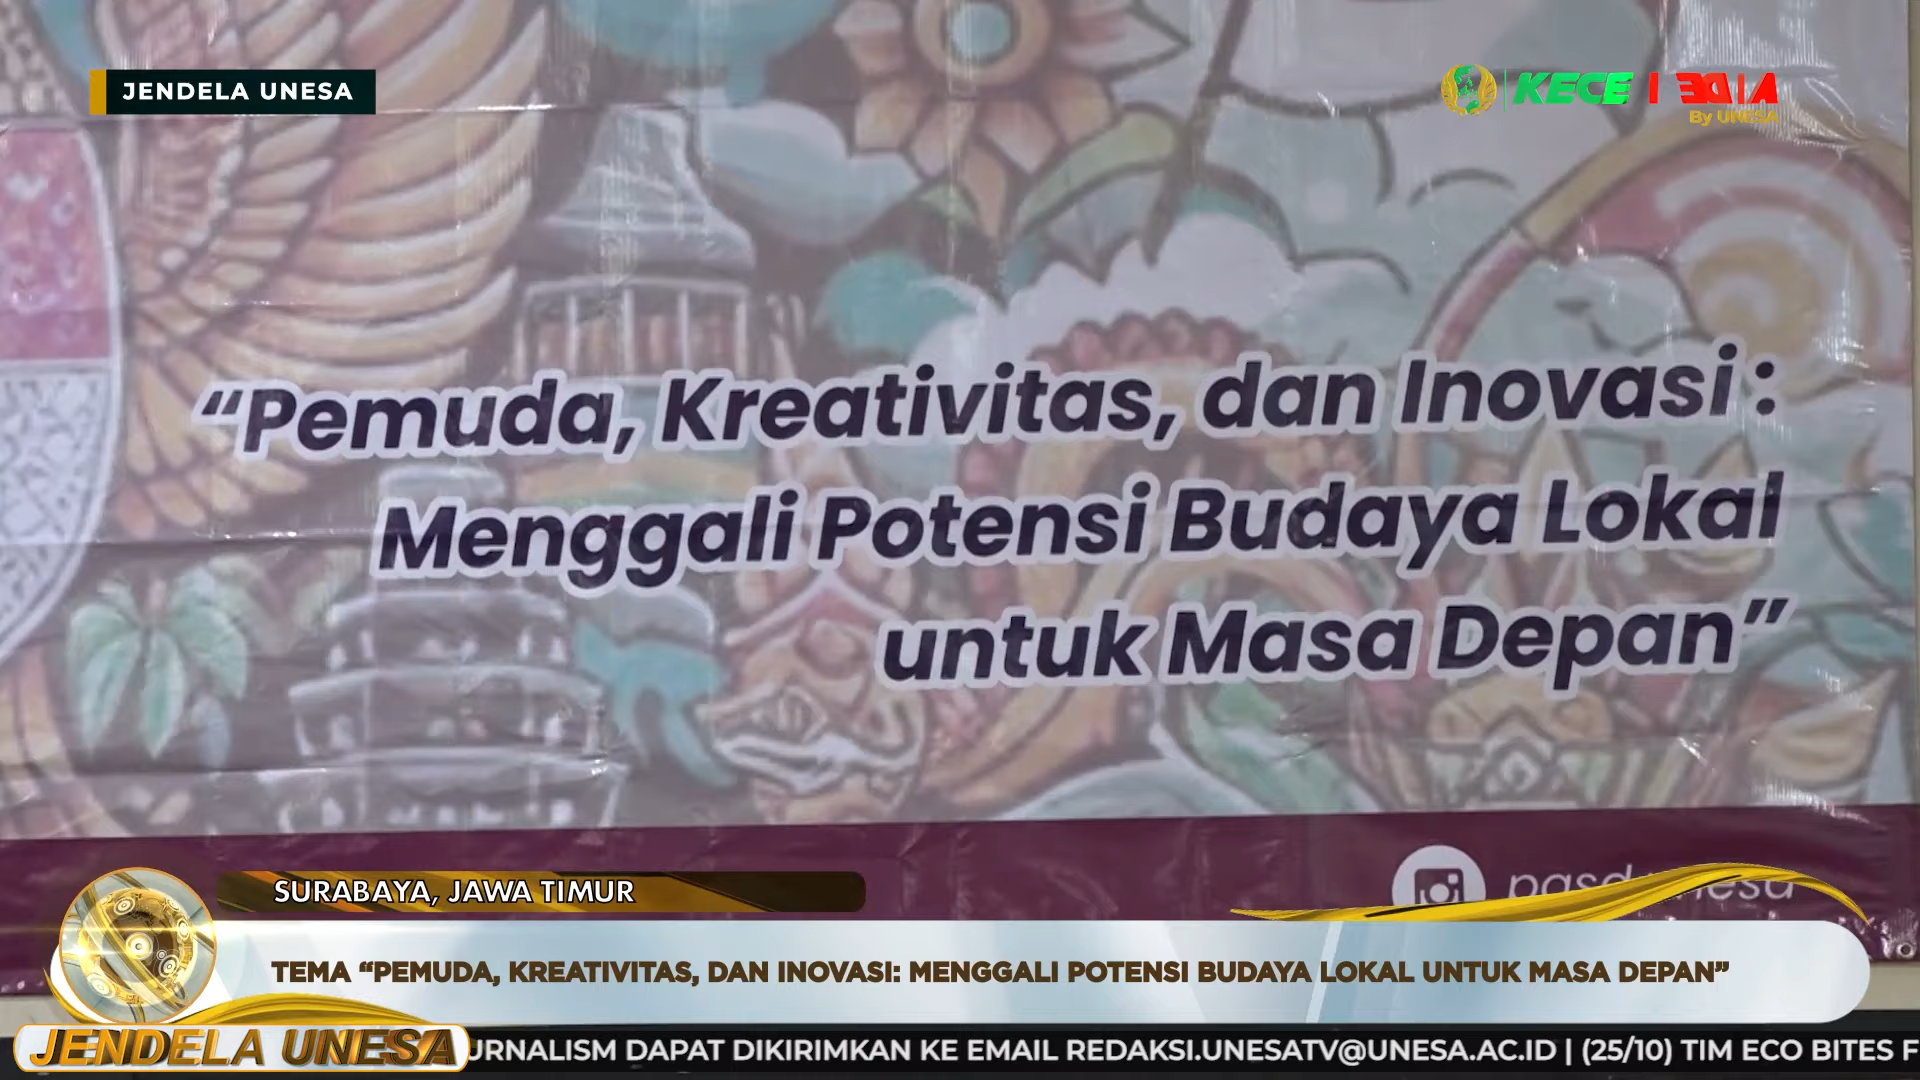 JENDELA UNESA
KECE
By UNESA
“Pemuda, Kreativitas, dan Inovasi :
Menggali Potensi Budaya Lokal
untuk Masa Depan”
SURABAYA, JAWA TIMUR
TEMA “PEMUDA, KREATIVITAS, DAN INOVASI: MENGGALI POTENSI BUDAYA LOKAL UNTUK MASA DEPAN”
JENDELA UNESA
URNALISM DAPAT DIKIRIMKAN KE EMAIL REDAKSI.UNESATV@UNESA.AC.ID | (25/10) TIM ECO BITES F